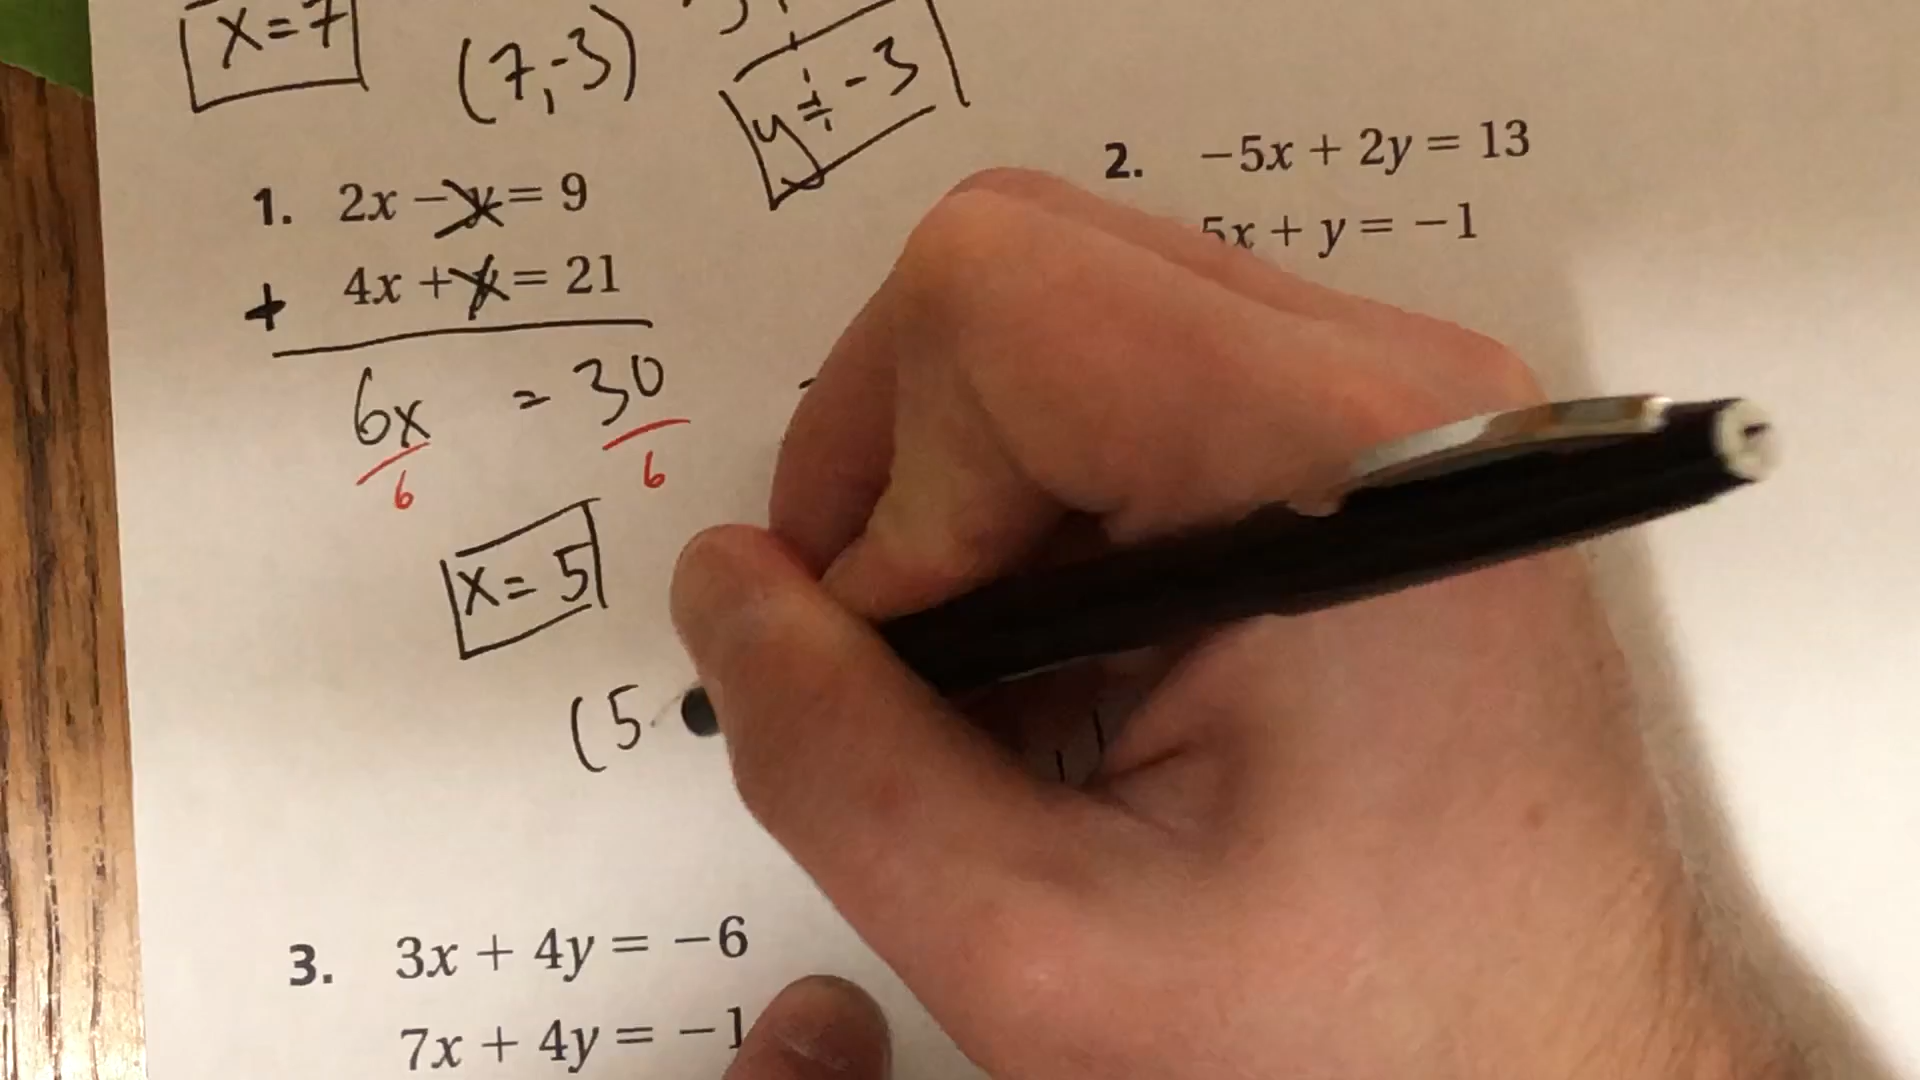 x=7
(7,-3)
y = -3
1. 2x - y = 9
+ 4x + y = 21
6x = 30
6 6
x = 5
(5
2. -5x + 2y = 13
5x + y = -1
3. 3x + 4y = -6
7x + 4y = -1